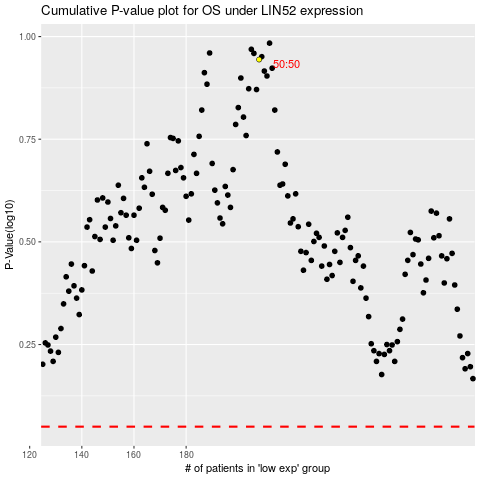 Cumulative P-value plot for OS under LIN52 expression
1.00
50:50
0.75
0.50
0.25
P-Value(log10)
120 140 160 180
# of patients in 'low exp' group